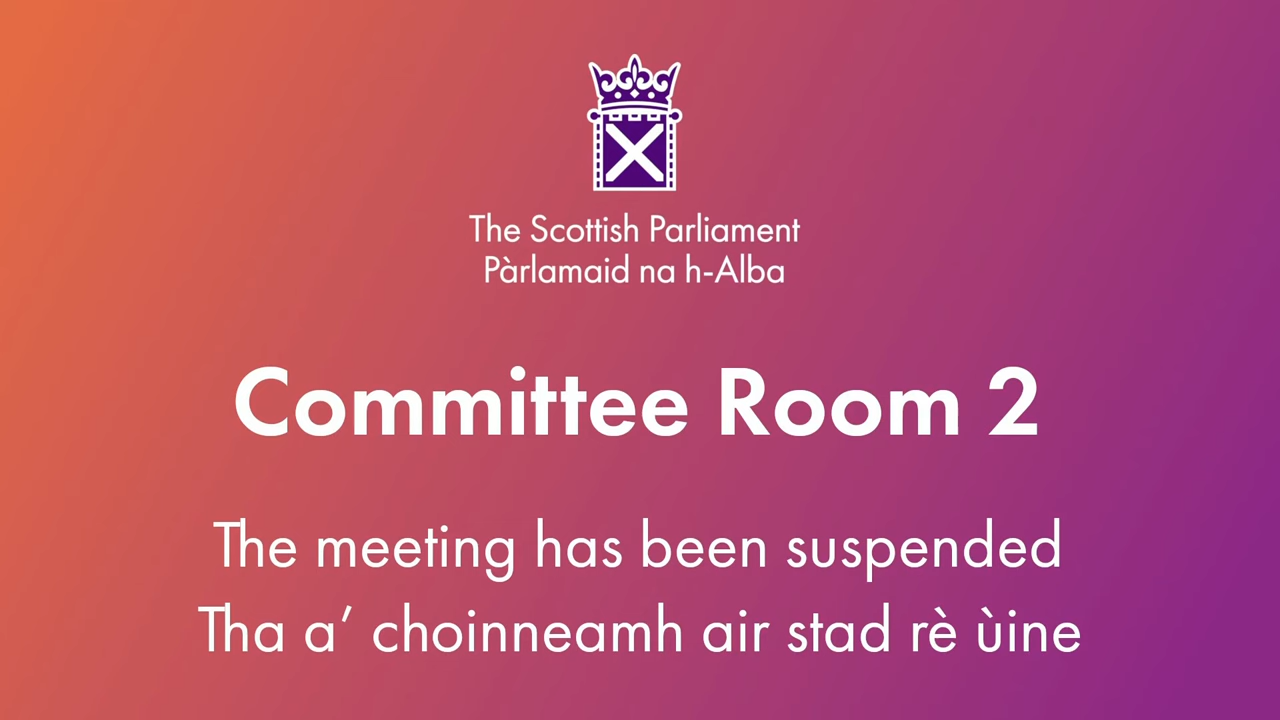 The Scottish Parliament
Pàrlamaid na h-Alba
Committee Room 2
The meeting has been suspended
Tha a’ choinneamh air stad rè ùine